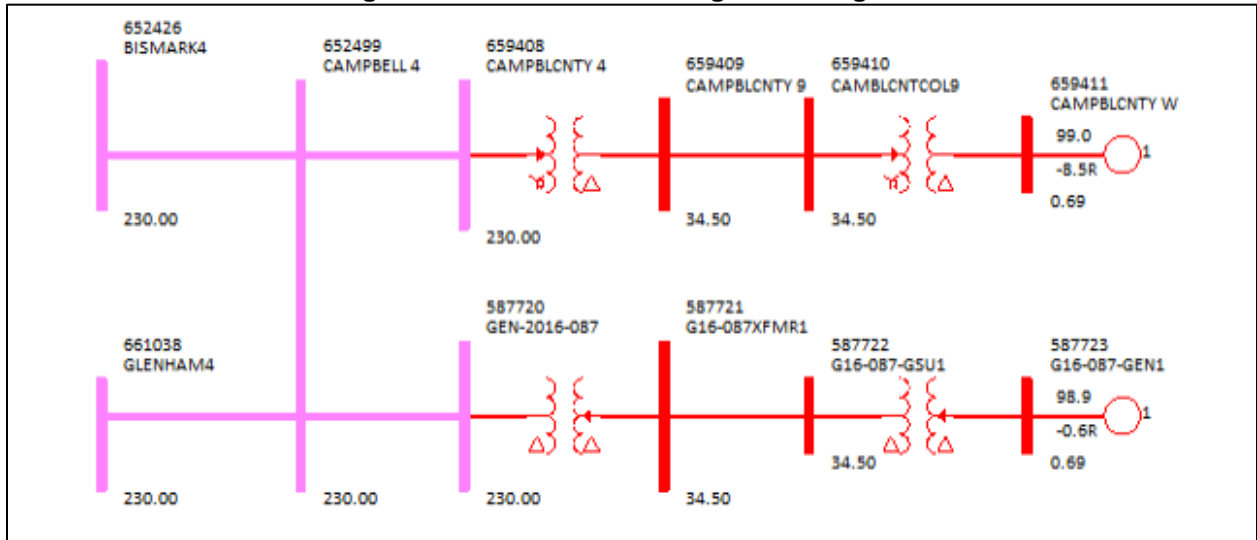 652426
BISMARK4
230.00
652499
CAMPBELL 4
659408
CAMPBLCNTY 4
230.00
659409
CAMPBLCNTY 9
34.50
659410
CAMBLCNTCOL9
34.50
659411
CAMPBLCNTY W
99.0
1
-8.5R
0.69
661038
GLENHAM4
230.00
230.00
587720
GEN-2016-087
230.00
587721
G16-087XFMR1
34.50
587722
G16-087-GSU1
34.50
587723
G16-087-GEN1
98.9
1
-0.6R
0.69